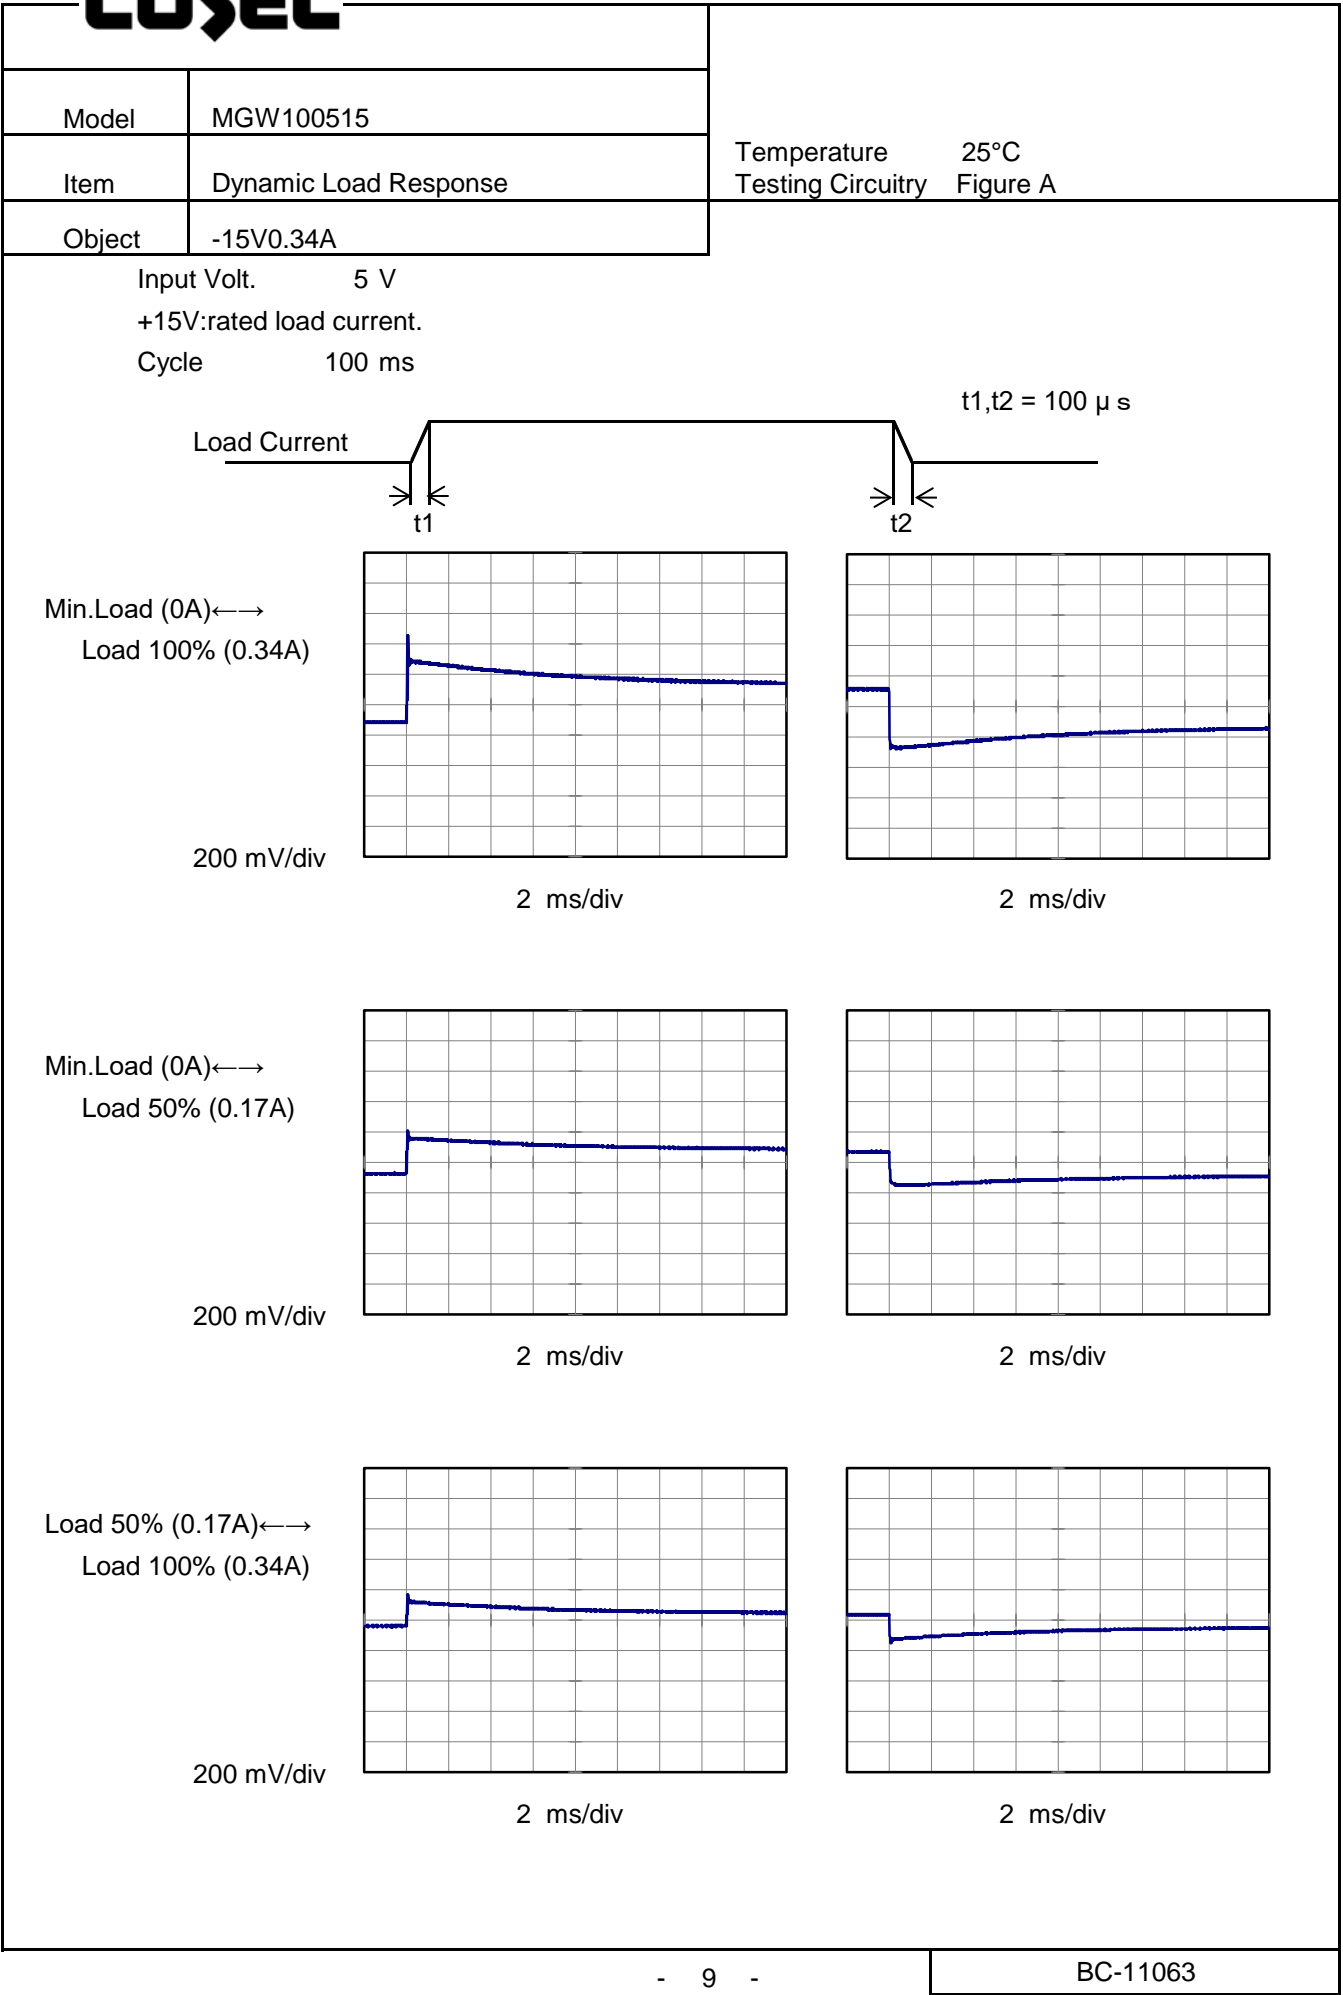 COSEL
Model MGW100515
Item Dynamic Load Response
Temperature 25°C
Testing Circuitry Figure A
Object -15V0.34A
Input Volt. 5 V
+15V:rated load current.
Cycle 100 ms
t1,t2 = 100 μs
Load Current
t1 t2
Min.Load (0A)←→
Load 100% (0.34A)
200 mV/div
2 ms/div 2 ms/div
Min.Load (0A)←→
Load 50% (0.17A)
200 mV/div
2 ms/div 2 ms/div
Load 50% (0.17A)←→
Load 100% (0.34A)
200 mV/div
2 ms/div 2 ms/div
- 9 -
BC-11063